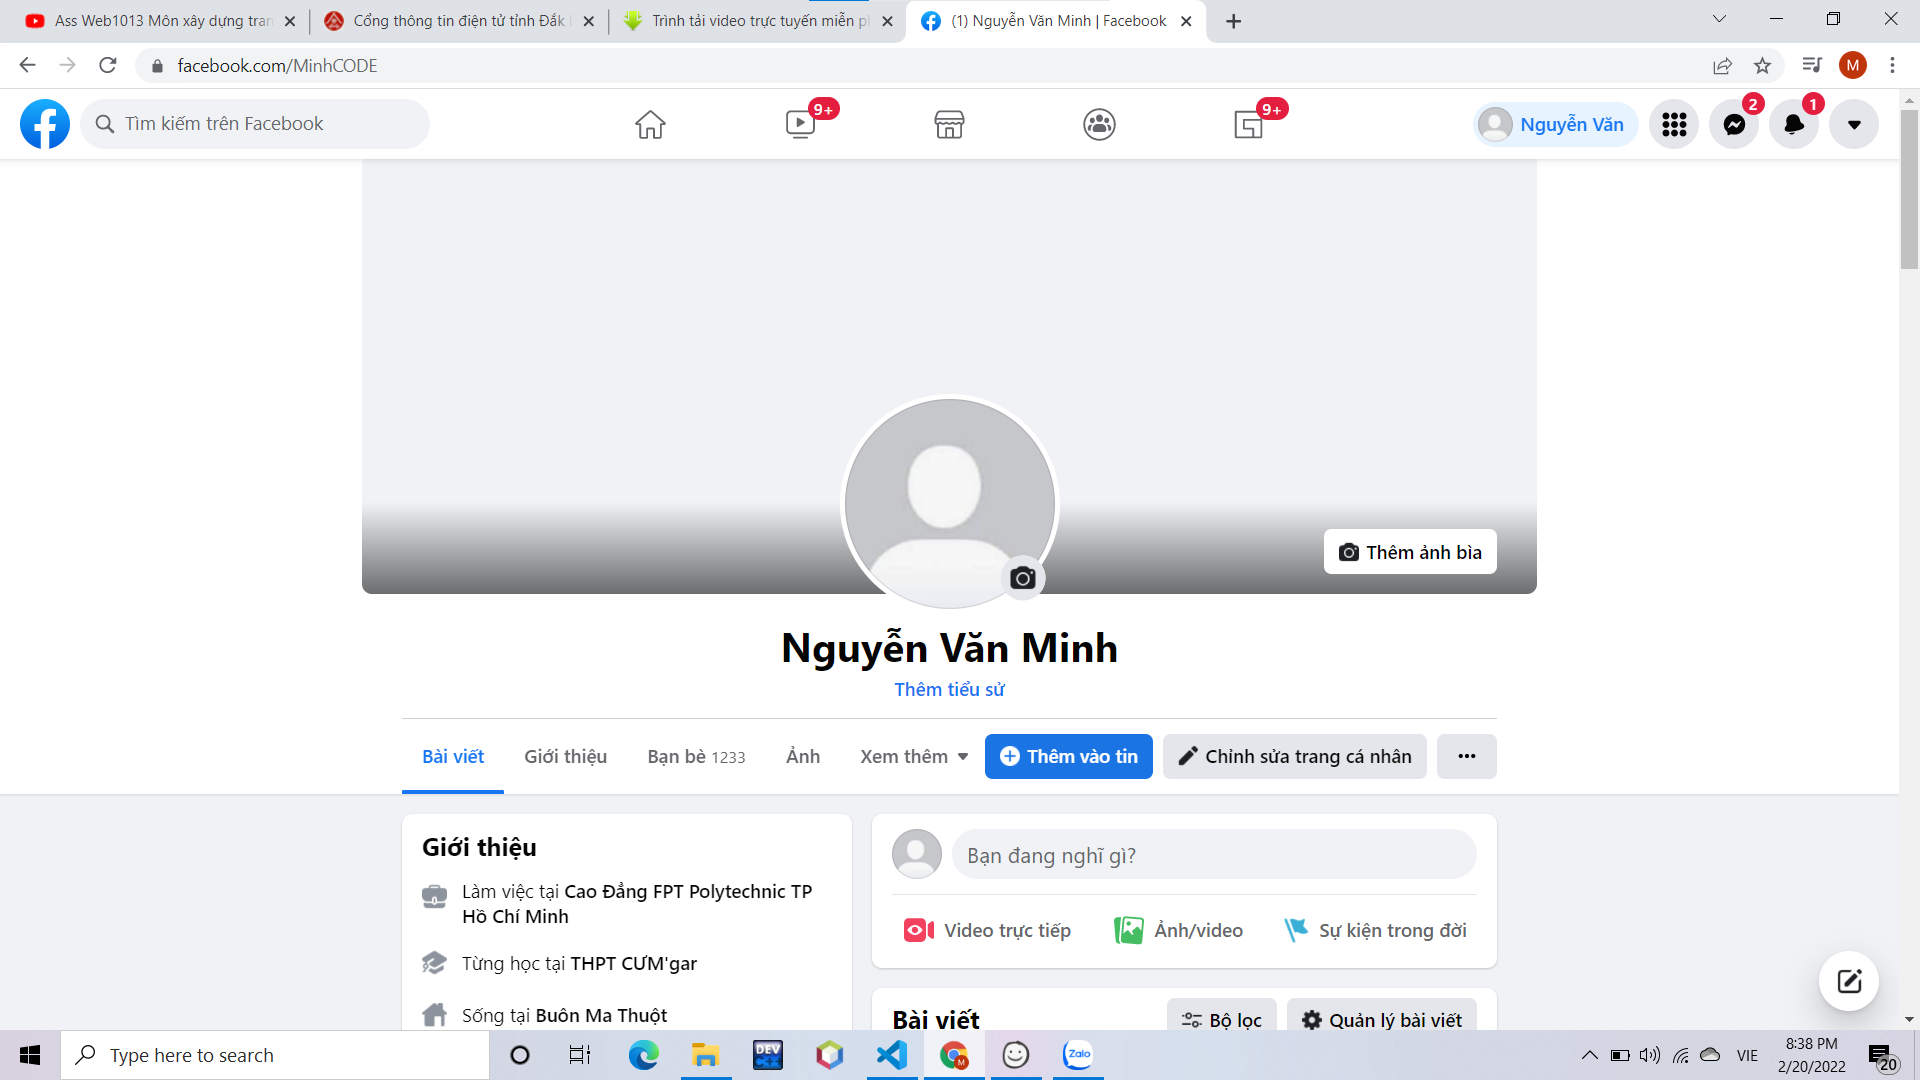 Ass Web1013 Môn xây dựng tran
Cổng thông tin điện tử tỉnh Đắk
Trình tải video trực tuyến miễn
(1) Nguyễn Văn Minh | Facebook
facebook.com/MinhCODE
M
Tìm kiếm trên Facebook
9+
9+
Nguyễn Văn
2
1
Thêm ảnh bìa
Nguyễn Văn Minh
Thêm tiểu sử
Bài viết
Giới thiệu
Bạn bè 1233
Ảnh
Xem thêm
Thêm vào tin
Chỉnh sửa trang cá nhân
Giới thiệu
Làm việc tại Cao Đẳng FPT Polytechnic TP
Hồ Chí Minh
Từng học tại THPT CƯM'gar
Sống tại Buôn Ma Thuột
Bạn đang nghĩ gì?
Video trực tiếp
Ảnh/video
Sự kiện trong đời
Bài viết
Bộ lọc
Quản lý bài viết
Type here to search
DEV
C++
M
Zalo
VIE
8:38 PM
2/20/2022
20